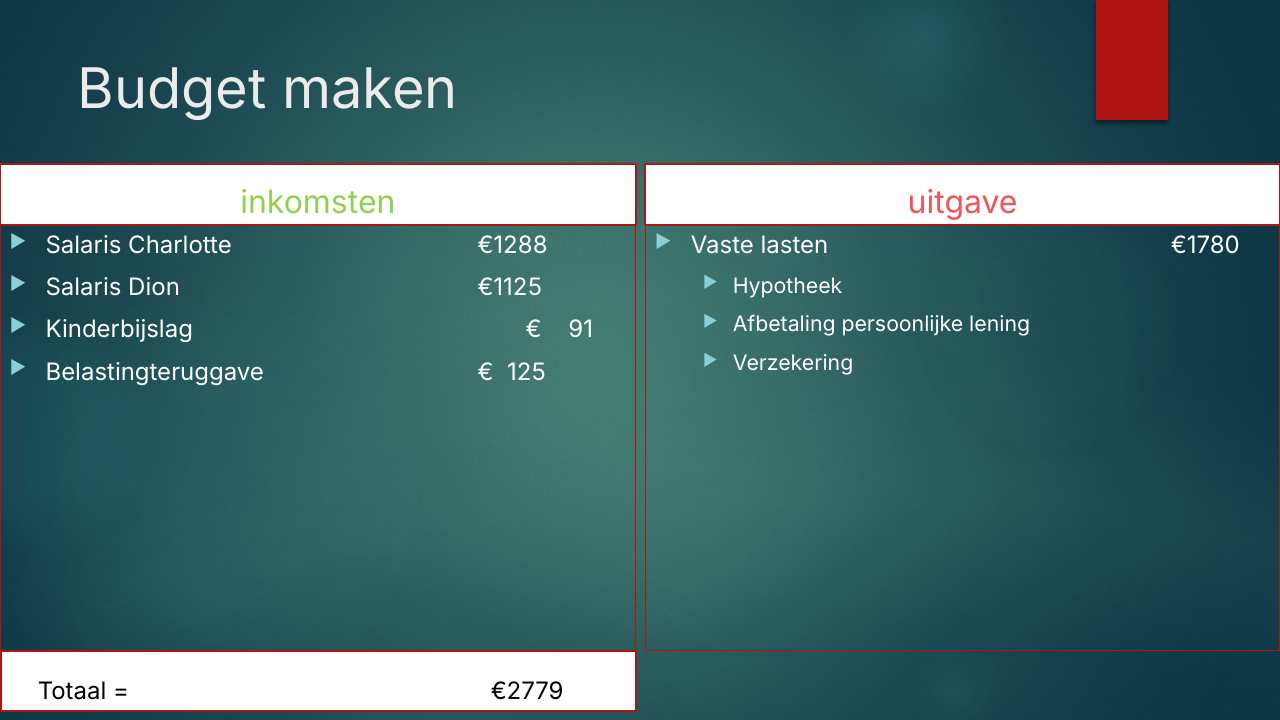 Budget maken
inkomsten
Salaris Charlotte €1288
Salaris Dion €1125
Kinderbijslag € 91
Belastingteruggave € 125
Totaal = €2779
uitgave
Vaste lasten €1780
Hypotheek
Afbetaling persoonlijke lening
Verzekering